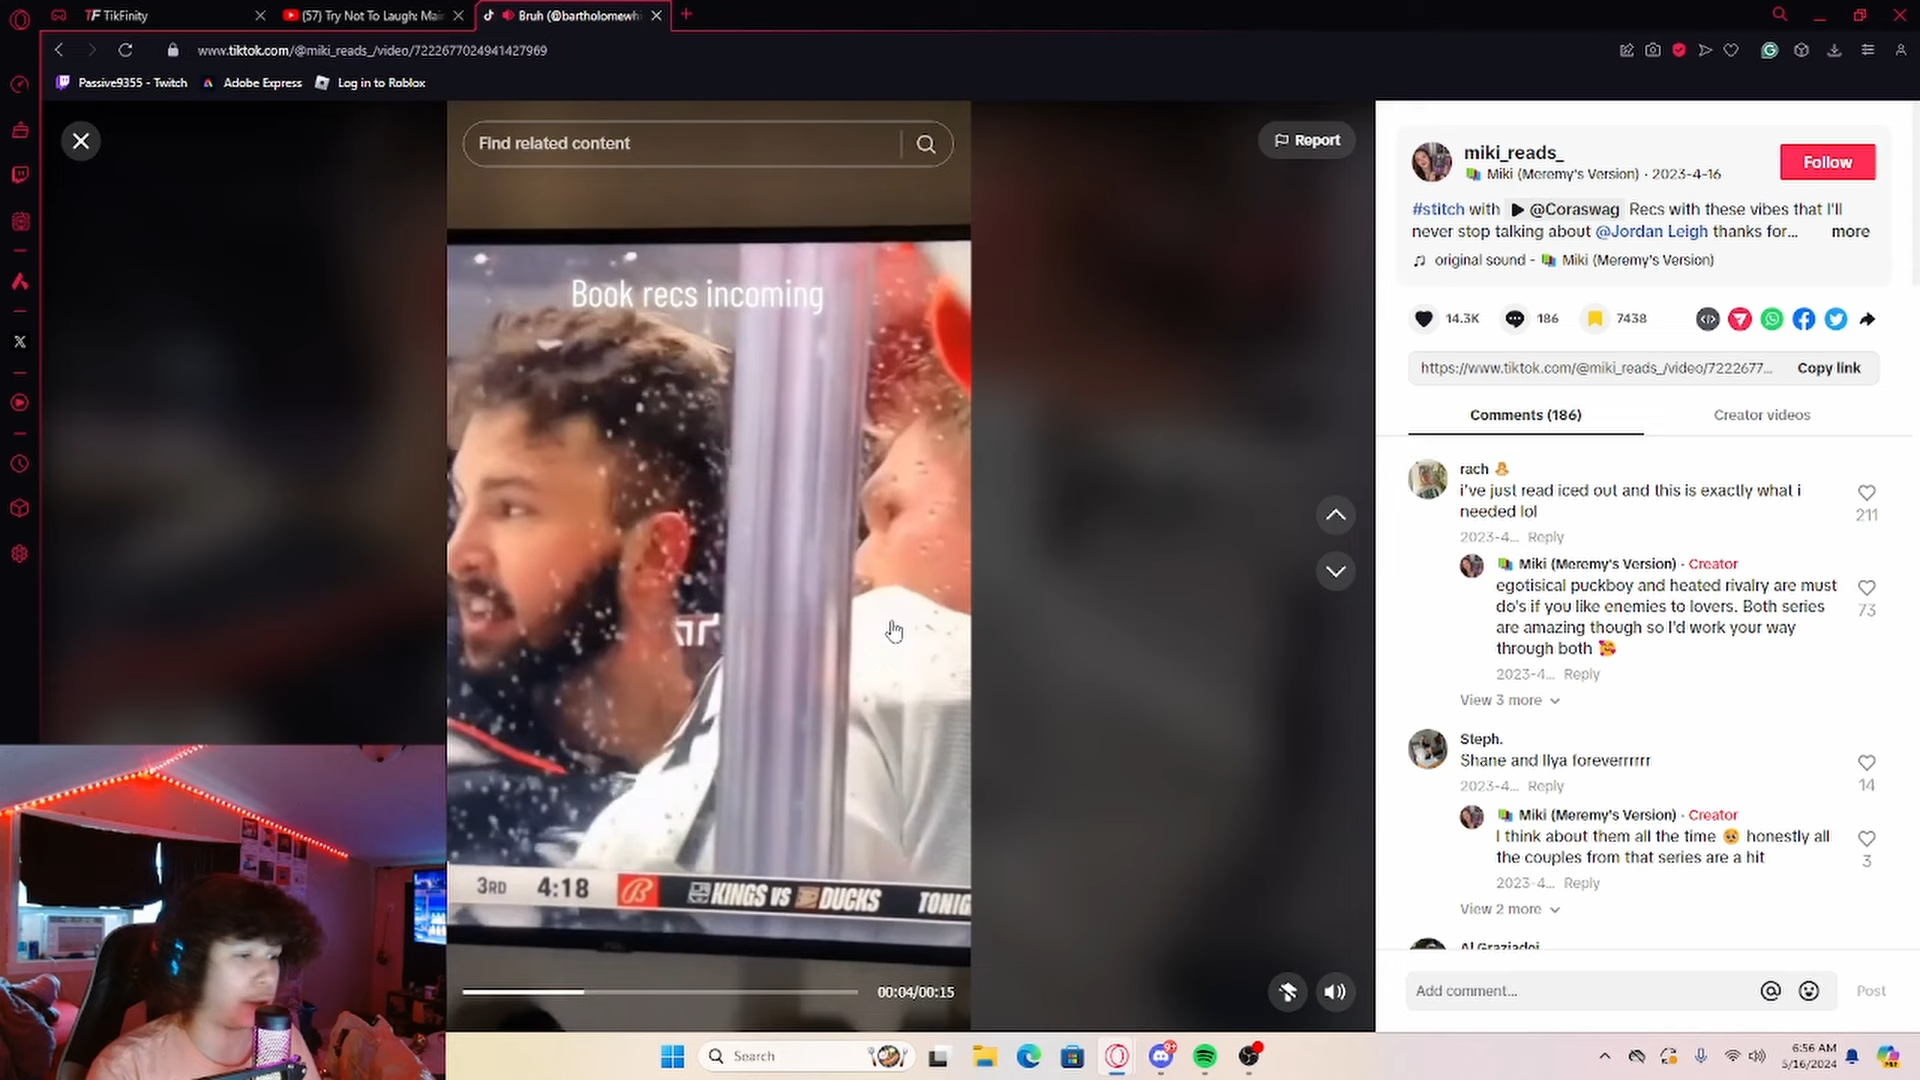 TikFinity
(57) Try Not To Laugh: Mai
Bruh (@bartholomewh
www.tiktok.com/@miki_reads_/video/7222677024941427969
Passive9355 - Twitch
Adobe Express
Log in to Roblox
Find related content
Report
Book recs incoming
3RD 4:18 KINGS VS DUCKS TONIG
00:04/00:15
miki_reads_
Miki (Meremy's Version) · 2023-4-16
Follow
#stitch with @Coraswag Recs with these vibes that I'll
never stop talking about @Jordan Leigh thanks for... more
original sound - Miki (Meremy's Version)
14.3K 186 7438
https://www.tiktok.com/@miki_reads_/video/7222677... Copy link
Comments (186) Creator videos
rach
i've just read iced out and this is exactly what i
needed lol
211
2023-4... Reply
Miki (Meremy's Version) · Creator
egotisical puckboy and heated rivalry are must
do's if you like enemies to lovers. Both series
are amazing though so I'd work your way
through both
73
2023-4... Reply
View 3 more
Steph.
Shane and Ilya foreverrrrrr
14
2023-4... Reply
Miki (Meremy's Version) · Creator
I think about them all the time 🥺 honestly all
the couples from that series are a hit
3
2023-4... Reply
View 2 more
Al Graziadei
Add comment... Post
Search
9+
6:56 AM
5/16/2024